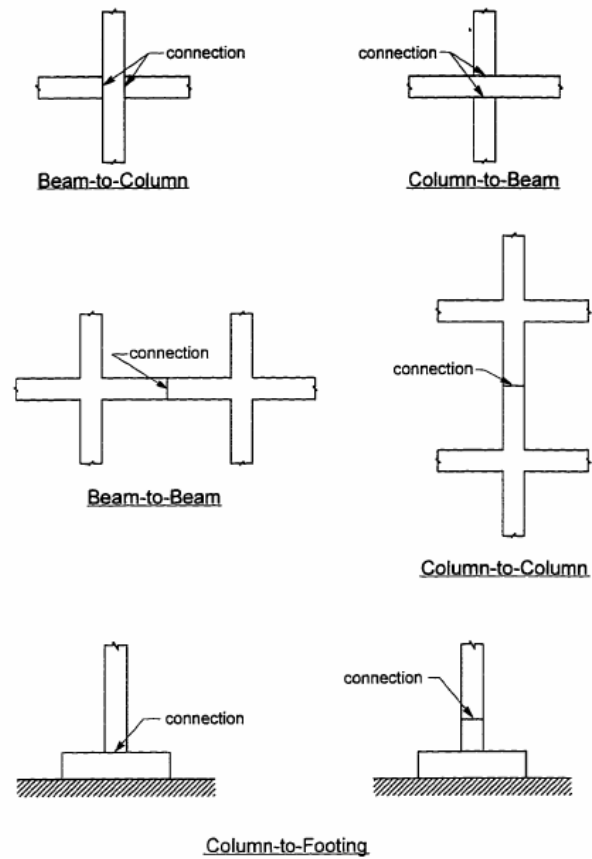 connection
Beam-to-Column
connection
Column-to-Beam
connection
Beam-to-Beam
connection
Column-to-Column
connection
connection
Column-to-Footing